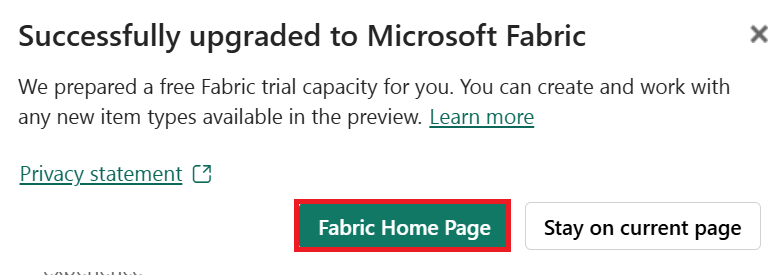 Successfully upgraded to Microsoft Fabric
We prepared a free Fabric trial capacity for you. You can create and work with
any new item types available in the preview. Learn more
Privacy statement
Fabric Home Page
Stay on current page